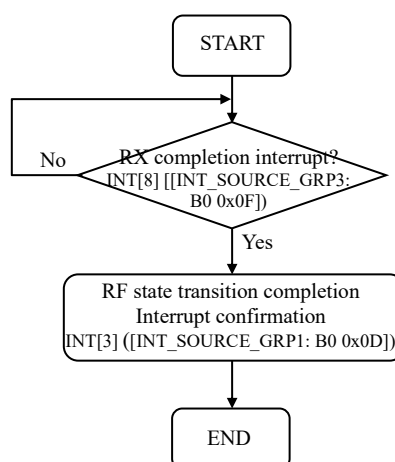 START
No
RX completion interrupt?
INT[8] [[INT_SOURCE_GRP3:
B0 0x0F])
Yes
RF state transition completion
Interrupt confirmation
INT[3] ([INT_SOURCE_GRP1: B0 0x0D])
END